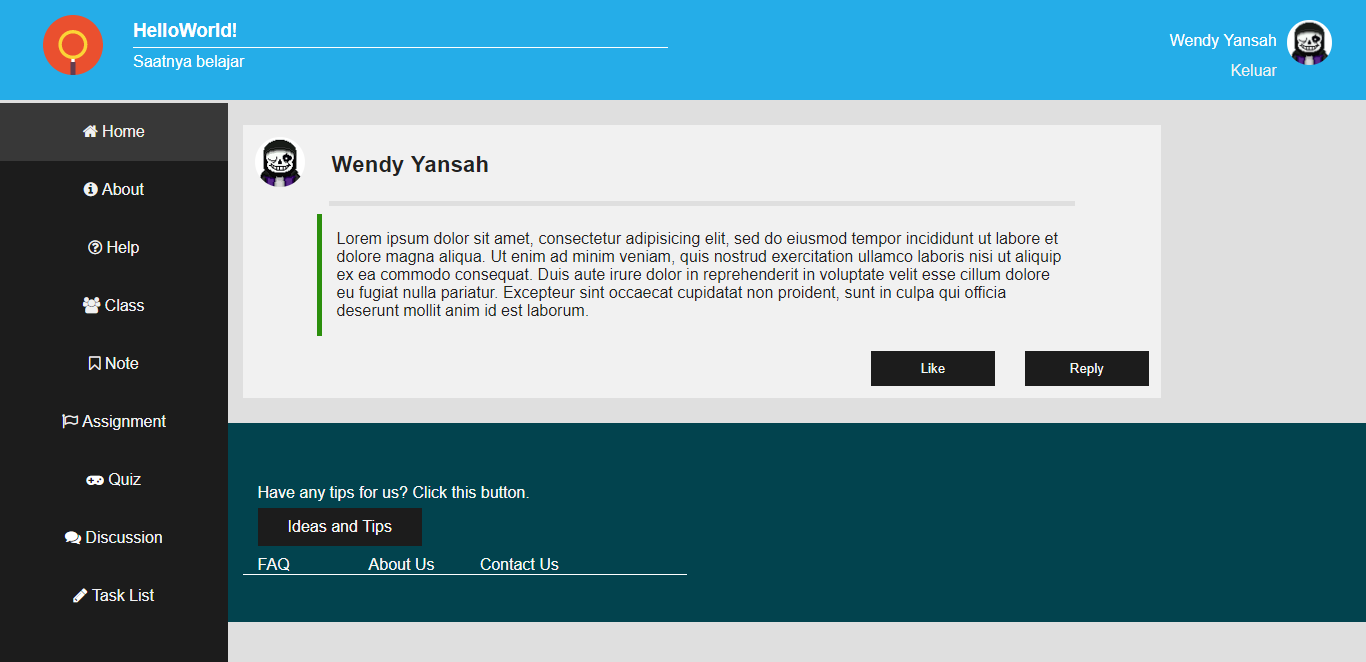 HelloWorld!
Saatnya belajar
Wendy Yansah
Keluar
Home
About
Help
Class
Note
Assignment
Quiz
Discussion
Task List
Wendy Yansah
Lorem ipsum dolor sit amet, consectetur adipisicing elit, sed do eiusmod tempor incididunt ut labore et
dolore magna aliqua. Ut enim ad minim veniam, quis nostrud exercitation ullamco laboris nisi ut aliquip
ex ea commodo consequat. Duis aute irure dolor in reprehenderit in voluptate velit esse cillum dolore
eu fugiat nulla pariatur. Excepteur sint occaecat cupidatat non proident, sunt in culpa qui officia
deserunt mollit anim id est laborum.
Like Reply
Have any tips for us? Click this button.
Ideas and Tips
FAQ About Us Contact Us